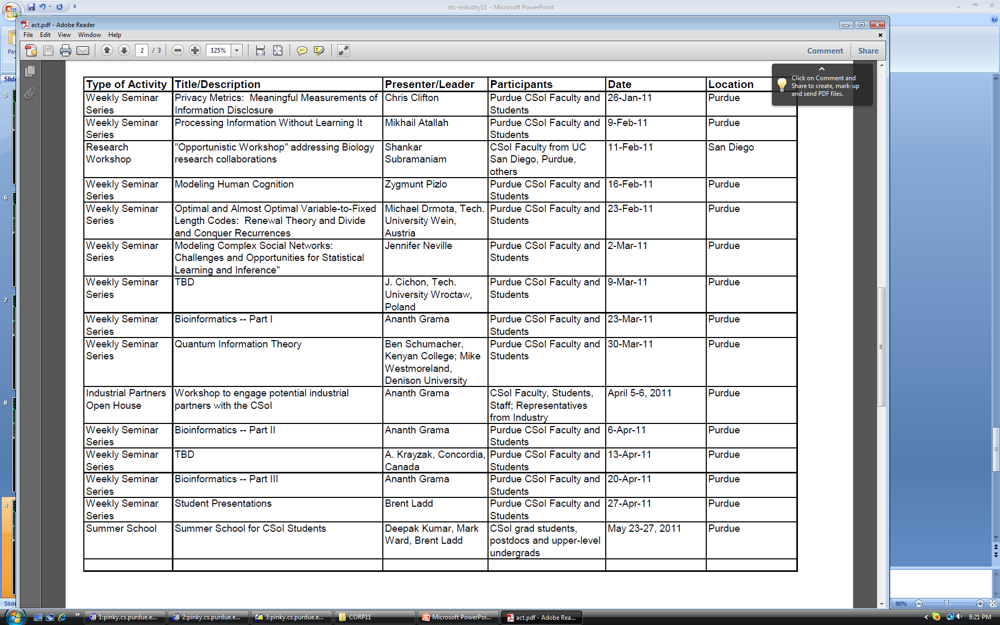 stc-industry11 - Microsoft PowerPoint
act.pdf - Adobe Reader
File Edit View Window Help
2 / 3 125% Comment Share
Click on Comment and
Share to create, mark-up
and send PDF files.
Type of Activity Title/Description Presenter/Leader Participants Date Location
Weekly Seminar Privacy Metrics:  Meaningful Measurements of Chris Clifton Purdue CSoI Faculty and 26-Jan-11 Purdue
Series Information Disclosure Students
Weekly Seminar Processing Information Without Learning It Mikhail Atallah Purdue CSoI Faculty and 9-Feb-11 Purdue
Series Students
Research "Opportunistic Workshop" addressing Biology Shankar CSoI Faculty from UC 11-Feb-11 San Diego
Workshop research collaborations Subramaniam San Diego, Purdue,
others
Weekly Seminar Modeling Human Cognition Zygmunt Pizlo Purdue CSoI Faculty and 16-Feb-11 Purdue
Series Students
Weekly Seminar Optimal and Almost Optimal Variable-to-Fixed Michael Drmota, Tech. Purdue CSoI Faculty and 23-Feb-11 Purdue
Series Length Codes:  Renewal Theory and Divide University Wein, Students
and Conquer Recurrences Austria
Weekly Seminar Modeling Complex Social Networks: Jennifer Neville Purdue CSoI Faculty and 2-Mar-11 Purdue
Series Challenges and Opportunities for Statistical Students
Learning and Inference"
Weekly Seminar TBD J. Cichon, Tech. Purdue CSoI Faculty and 9-Mar-11 Purdue
Series University Wroctaw, Students
Poland
Weekly Seminar Bioinformatics -- Part I Ananth Grama Purdue CSoI Faculty and 23-Mar-11 Purdue
Series Students
Weekly Seminar Quantum Information Theory Ben Schumacher, Purdue CSoI Faculty and 30-Mar-11 Purdue
Series Kenyan College; Mike Students
Westmoreland,
Denison University
Industrial Partners Workshop to engage potential industrial Ananth Grama CSoI Faculty, Students, April 5-6, 2011 Purdue
Open House partners with the CSoI Staff; Representatives
from Industry
Weekly Seminar Bioinformatics -- Part II Ananth Grama Purdue CSoI Faculty and 6-Apr-11 Purdue
Series Students
Weekly Seminar TBD A. Krayzak, Concordia, Purdue CSoI Faculty and 13-Apr-11 Purdue
Series Canada Students
Weekly Seminar Bioinformatics -- Part III Ananth Grama Purdue CSoI Faculty and 20-Apr-11 Purdue
Series Students
Weekly Seminar Student Presentations Brent Ladd Purdue CSoI Faculty and 27-Apr-11 Purdue
Series Students
Summer School Summer School for CSoI Students Deepak Kumar, Mark CSoI grad students, May 23-27, 2011 Purdue
Ward, Brent Ladd postdocs and upper-level
undergrads
Pas
Slid
5
6
7
8
9
Slide
90%
1:pinky.cs.purdue.e... 2:pinky.cs.purdue.e... 3:pinky.cs.purdue.e... CORP11 Microsoft PowerPoi... act.pdf - Adobe Rea... 8:21 PM